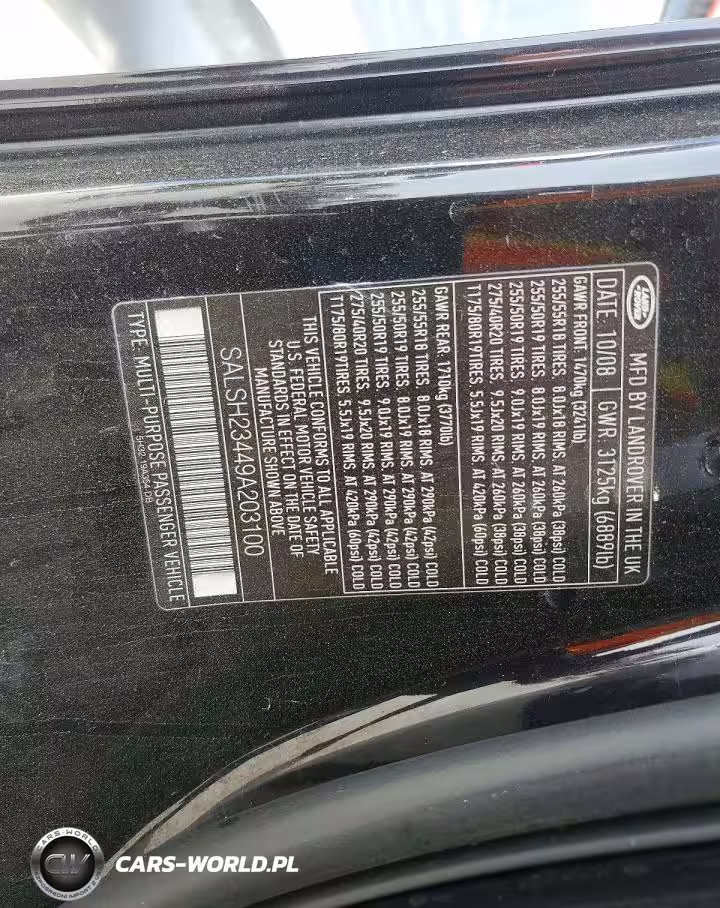 LAND ROVER
MFD BY LANDROVER IN THE UK
DATE: 10/08 GWR: 3125kg (6889lb)
GAWR FRONT: 1470kg (3241lb)
255/55R18 TIRES 8.0Jx18 RIMS. AT 260kPa (38psi) COLD
255/50R19 TIRES 8.0Jx19 RIMS. AT 260kPa (38psi) COLD
255/50R19 TIRES 9.0Jx19 RIMS. AT 260kPa (38psi) COLD
275/40R20 TIRES 9.5Jx20 RIMS. AT 260kPa (38psi) COLD
T175/80R19TIRES. 5.5Jx19 RIMS. AT 420kPa (60psi) COLD
GAWR REAR: 1710kg (3770lb)
255/55R18 TIRES 8.0Jx18 RIMS. AT 290kPa (42psi) COLD
255/50R19 TIRES 8.0Jx19 RIMS. AT 290kPa (42psi) COLD
255/50R19 TIRES 9.0Jx19 RIMS. AT 290kPa (42psi) COLD
275/40R20 TIRES 9.5Jx20 RIMS. AT 290kPa (42psi) COLD
T175/80R19TIRES. 5.5Jx19 RIMS. AT 420kPa (60psi) COLD
THIS VEHICLE CONFORMS TO ALL APPLICABLE
U.S. FEDERAL MOTOR VEHICLE SAFETY
STANDARDS IN EFFECT ON THE DATE OF
MANUFACTURE SHOWN ABOVE
SALSH23449A203100
TYPE: MULTI-PURPOSE PASSENGER VEHICLE
CARS-WORLD
CW
CARS-WORLD.PL